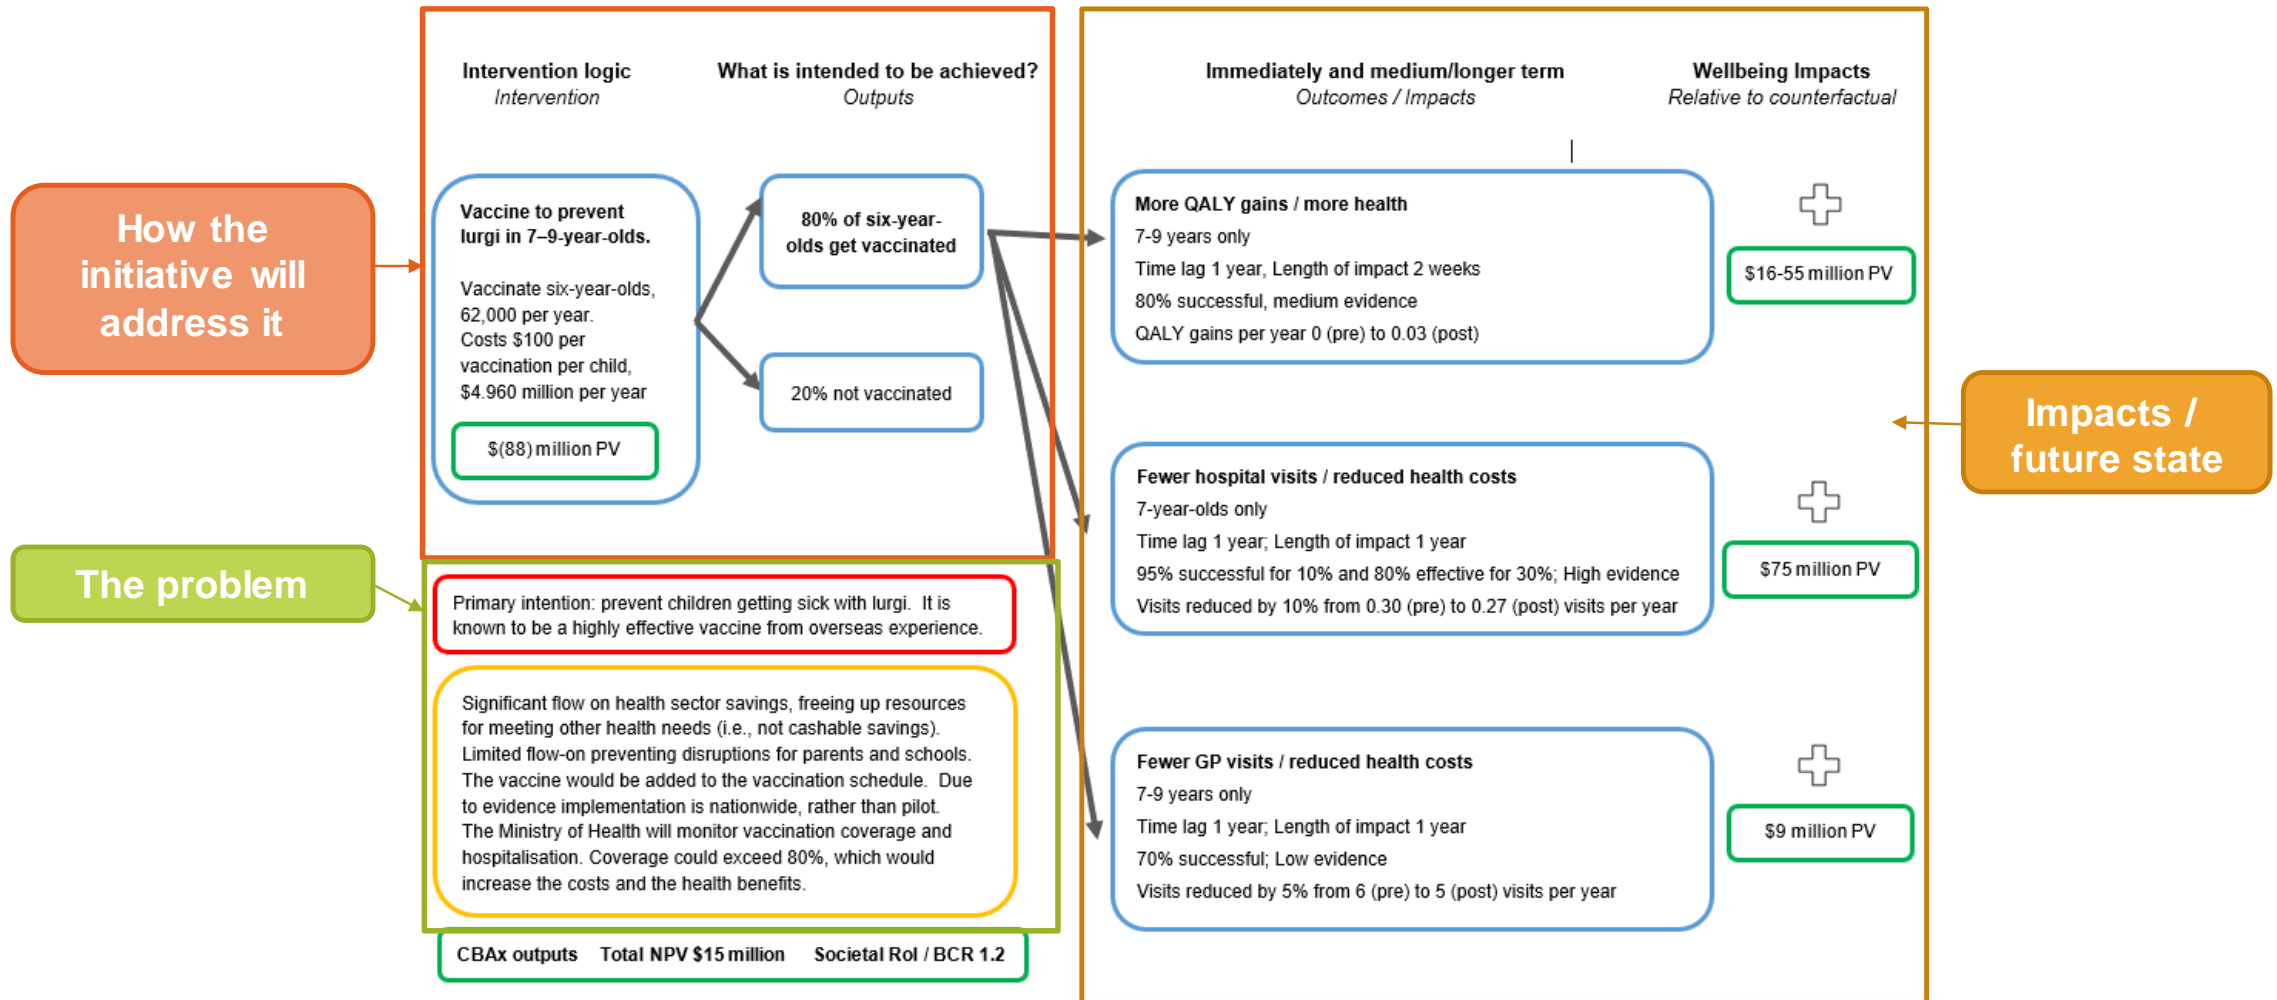 How the
initiative will
address it
The problem
Intervention logic
Intervention
What is intended to be achieved?
Outputs
Vaccine to prevent
lurgi in 7–9-year-olds.
Vaccinate six-year-olds,
62,000 per year.
Costs $100 per
vaccination per child,
$4.960 million per year
$(88) million PV
80% of six-year-
olds get vaccinated
20% not vaccinated
Primary intention: prevent children getting sick with lurgi. It is
known to be a highly effective vaccine from overseas experience.
Significant flow on health sector savings, freeing up resources
for meeting other health needs (i.e., not cashable savings).
Limited flow-on preventing disruptions for parents and schools.
The vaccine would be added to the vaccination schedule. Due
to evidence implementation is nationwide, rather than pilot.
The Ministry of Health will monitor vaccination coverage and
hospitalisation. Coverage could exceed 80%, which would
increase the costs and the health benefits.
CBAx outputs Total NPV $15 million Societal RoI / BCR 1.2
Immediately and medium/longer term
Outcomes / Impacts
Wellbeing Impacts
Relative to counterfactual
More QALY gains / more health
7-9 years only
Time lag 1 year, Length of impact 2 weeks
80% successful, medium evidence
QALY gains per year 0 (pre) to 0.03 (post)
$16-55 million PV
Fewer hospital visits / reduced health costs
7-year-olds only
Time lag 1 year; Length of impact 1 year
95% successful for 10% and 80% effective for 30%; High evidence
Visits reduced by 10% from 0.30 (pre) to 0.27 (post) visits per year
$75 million PV
Fewer GP visits / reduced health costs
7-9 years only
Time lag 1 year; Length of impact 1 year
70% successful; Low evidence
Visits reduced by 5% from 6 (pre) to 5 (post) visits per year
$9 million PV
Impacts /
future state